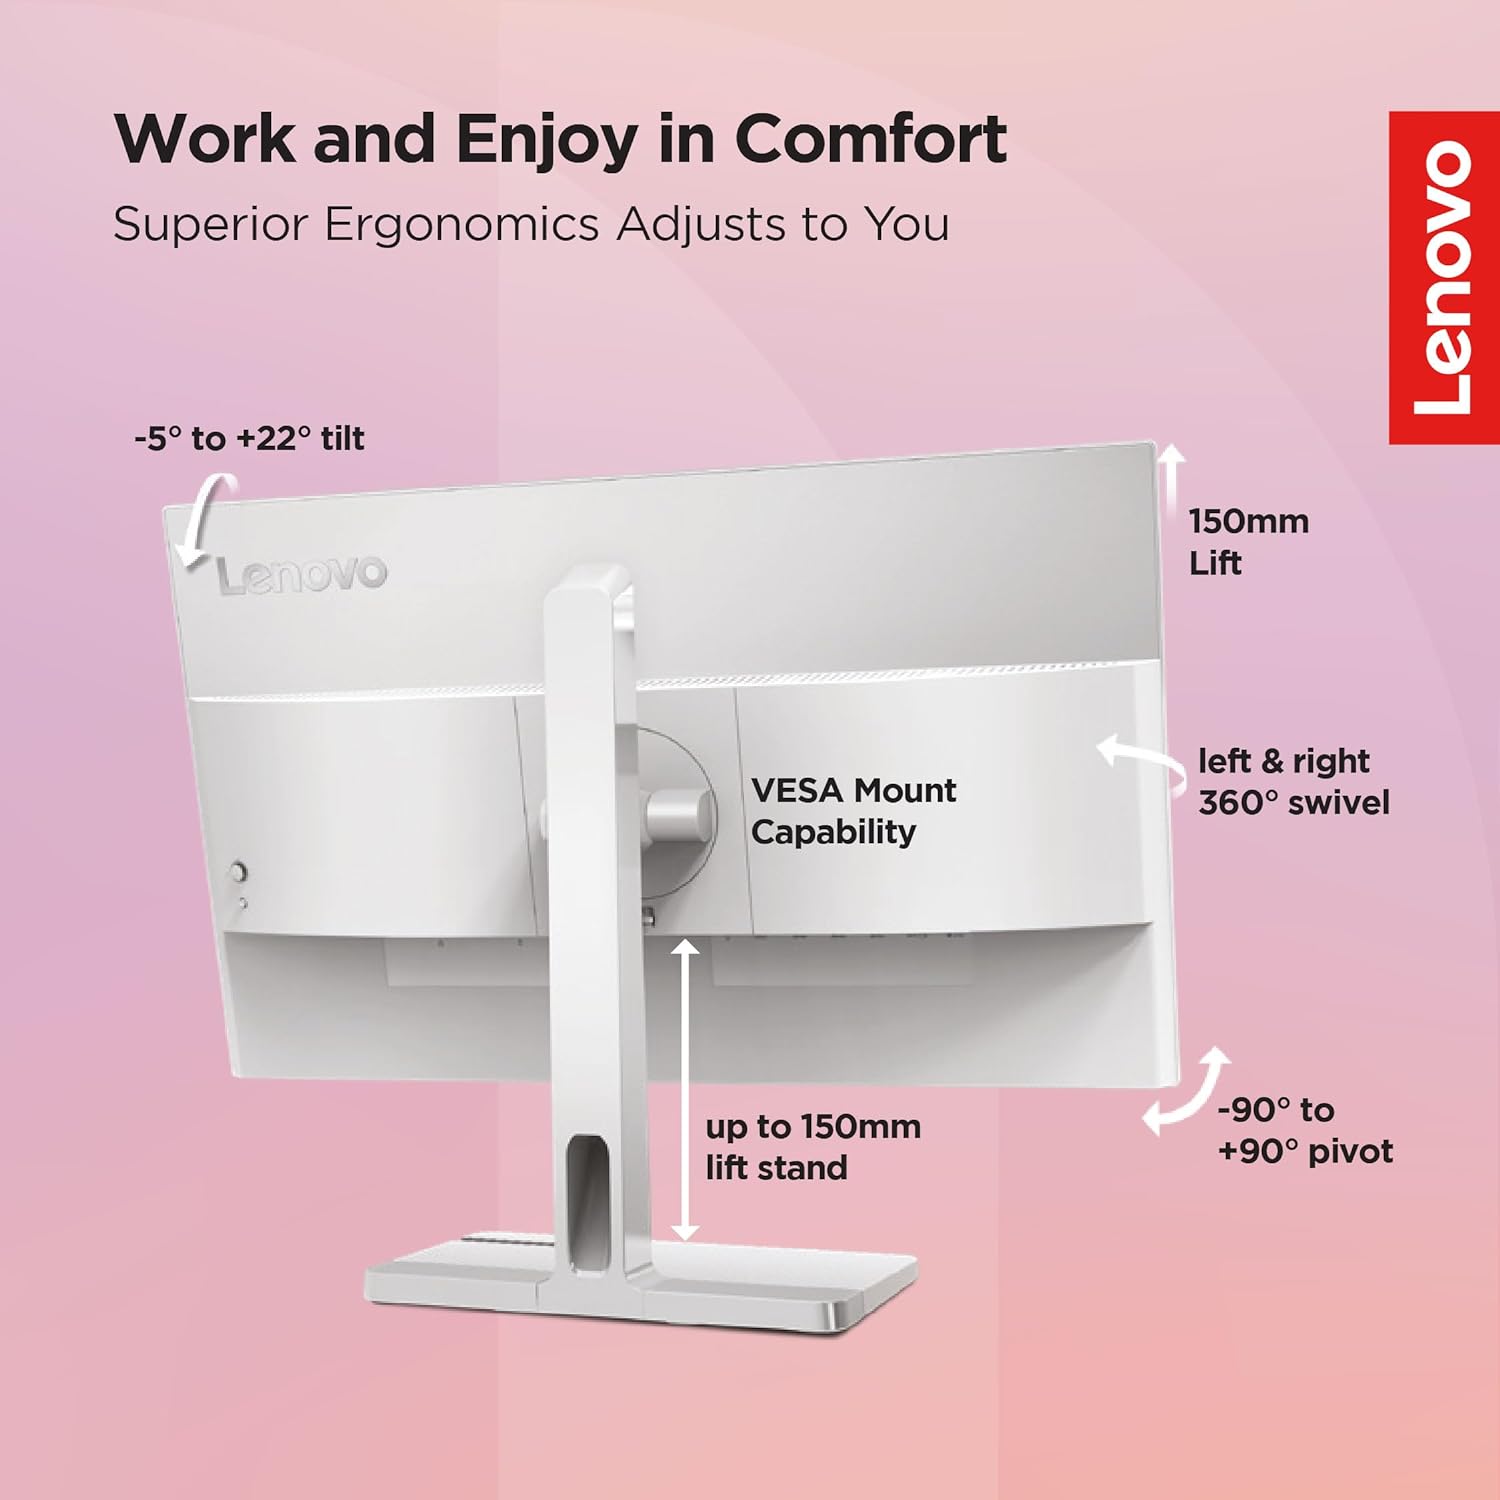 Work and Enjoy in Comfort
Superior Ergonomics Adjusts to You
Lenovo
-5° to +22° tilt
150mm
Lift
Lenovo
left & right
360° swivel
VESA Mount
Capability
-90° to
+90° pivot
up to 150mm
lift stand